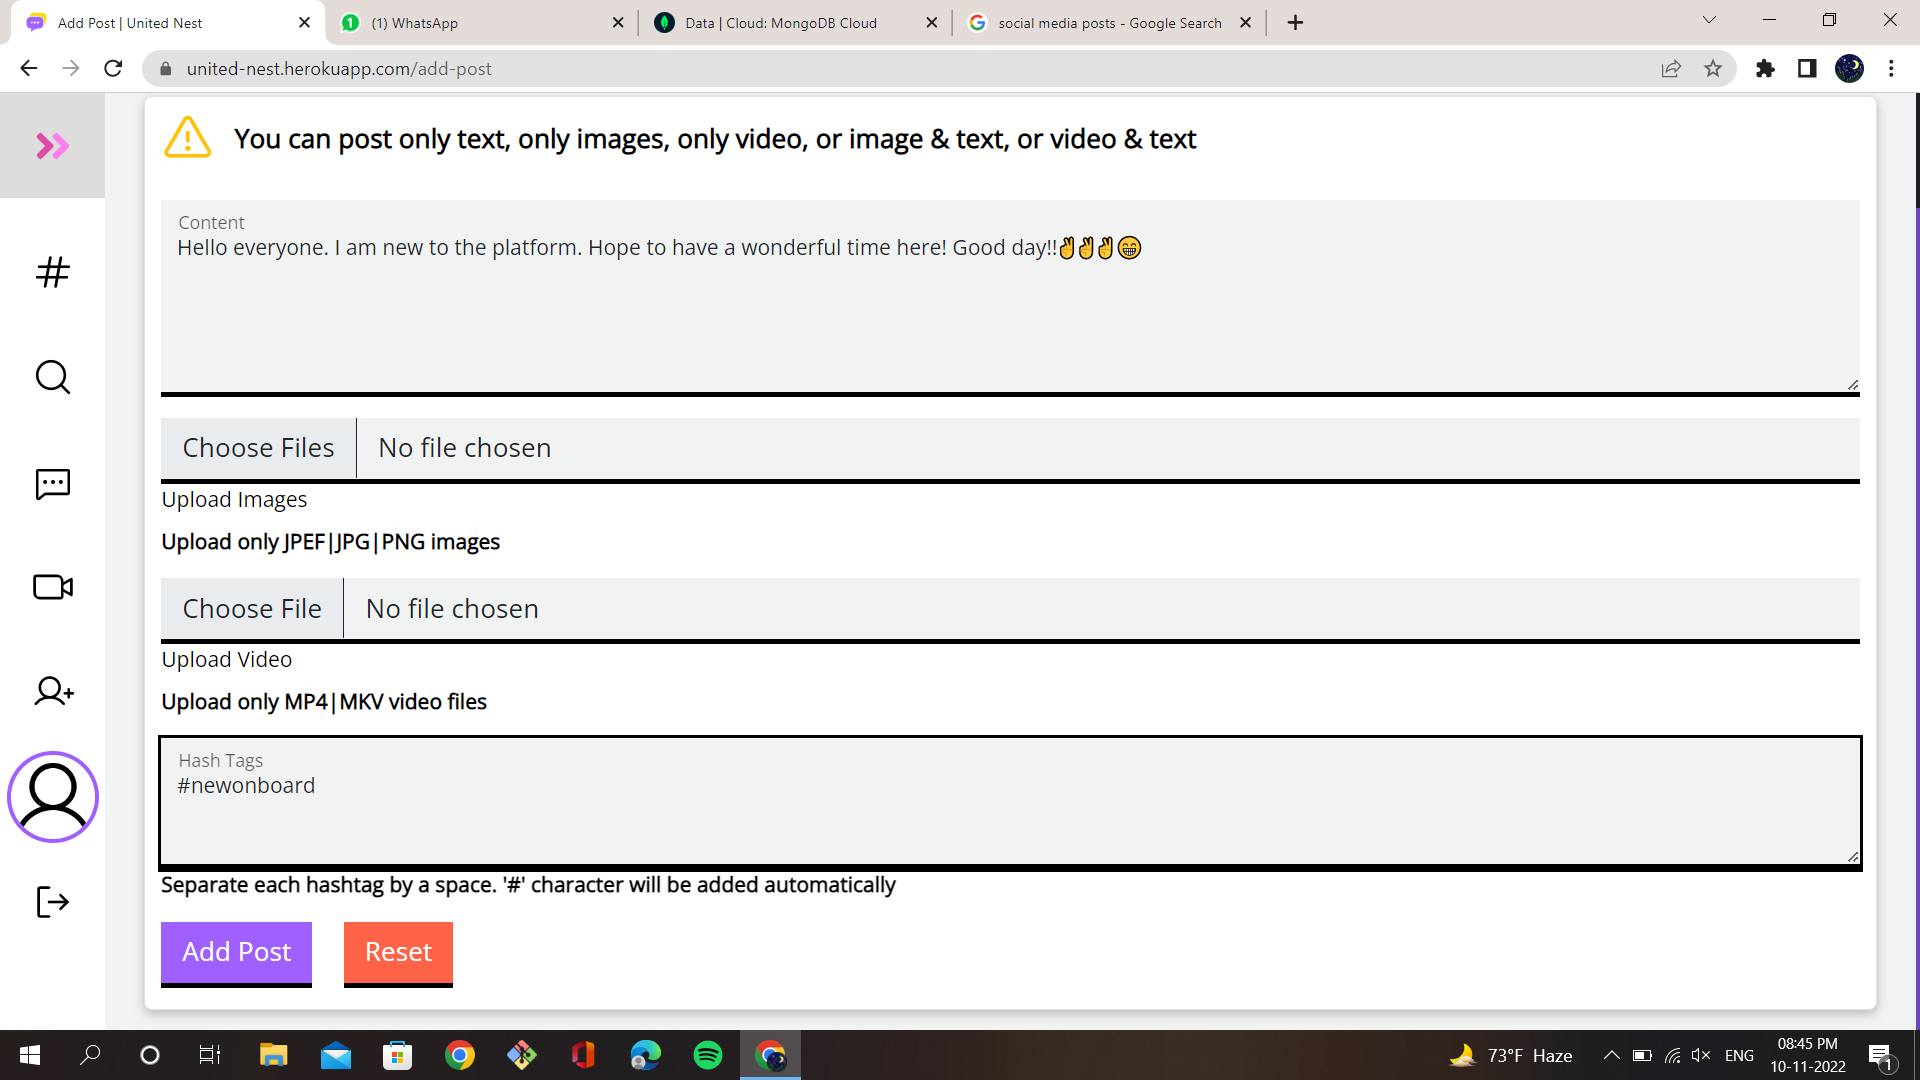 Add Post | United Nest
(1) WhatsApp
Data | Cloud: MongoDB Cloud
social media posts - Google Search
united-nest.herokuapp.com/add-post
You can post only text, only images, only video, or image & text, or video & text
Content
Hello everyone. I am new to the platform. Hope to have a wonderful time here! Good day!!✌✌✌😁
Choose Files No file chosen
Upload Images
Upload only JPEF|JPG|PNG images
Choose File No file chosen
Upload Video
Upload only MP4|MKV video files
Hash Tags
#newonboard
Separate each hashtag by a space. '#' character will be added automatically
Add Post
Reset
73°F Haze
ENG
08:45 PM
10-11-2022
1